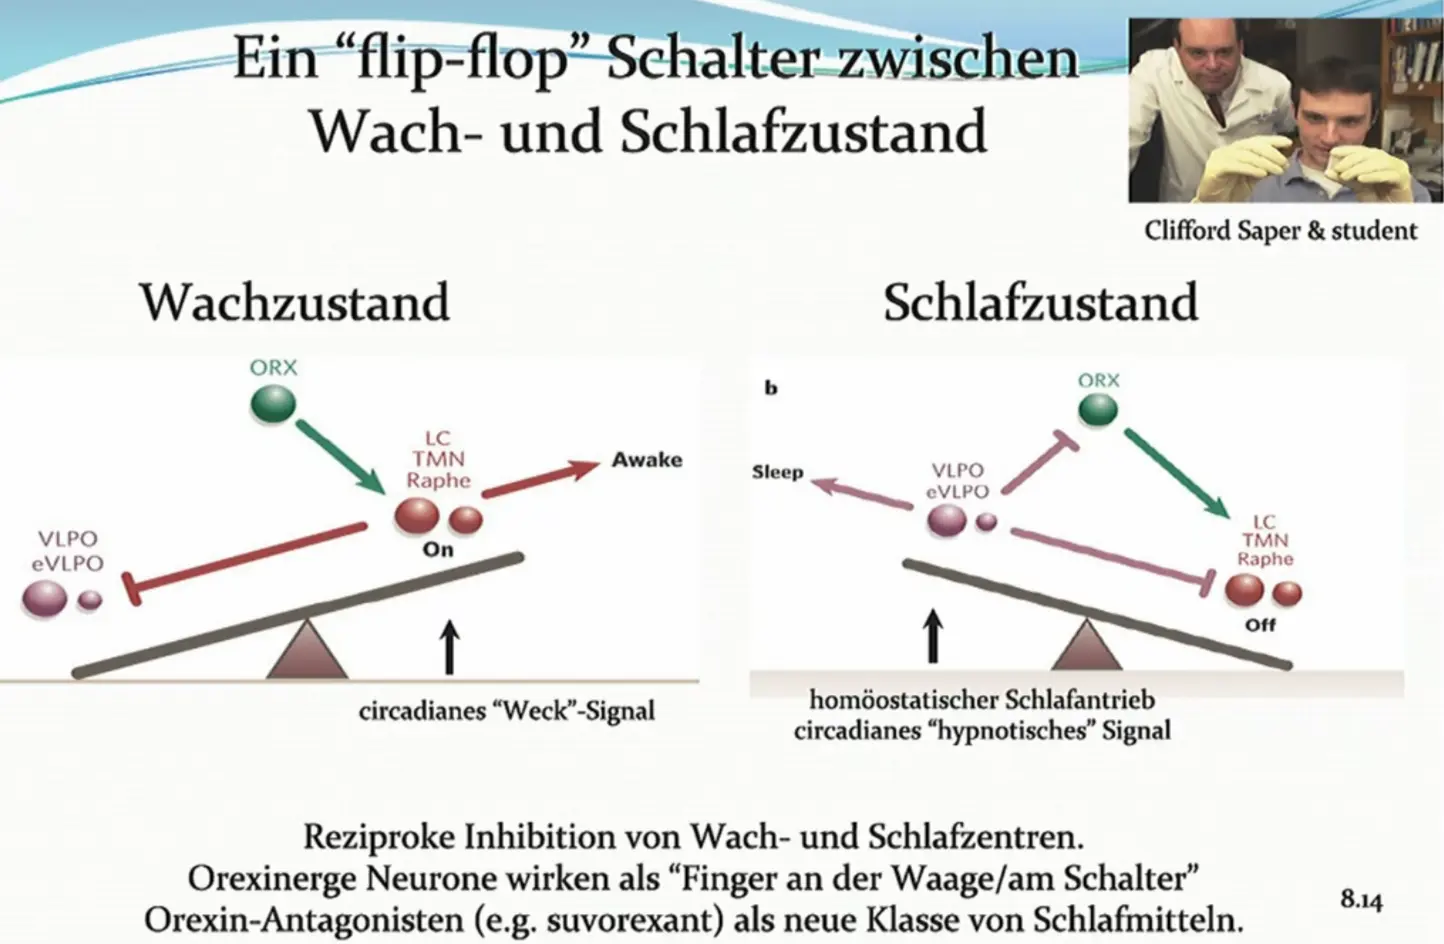 Ein “flip-flop” Schalter zwischen
Wach- und Schlafzustand
Clifford Saper & student
Wachzustand
ORX
LC
TMN
Raphe
Awake
On
VLPO
eVLPO
circadianes “Weck”-Signal
Schlafzustand
b
ORX
Sleep
VLPO
eVLPO
LC
TMN
Raphe
Off
homöostatischer Schlafantrieb
circadianes “hypnotisches” Signal
Reziproke Inhibition von Wach- und Schlafzentren.
Orexinerge Neurone wirken als “Finger an der Waage/am Schalter”
Orexin-Antagonisten (e.g. suvorexant) als neue Klasse von Schlafmitteln.
8.14